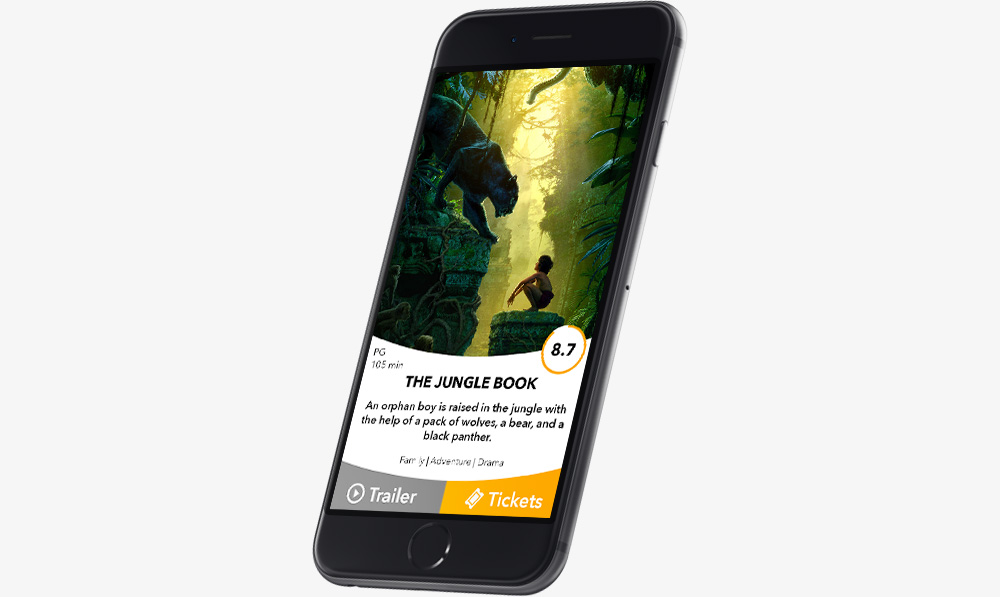 8.7
PG
105 min
THE JUNGLE BOOK
An orphan boy is raised in the jungle with
the help of a pack of wolves, a bear, and a
black panther.
Family | Adventure | Drama
Trailer
Tickets